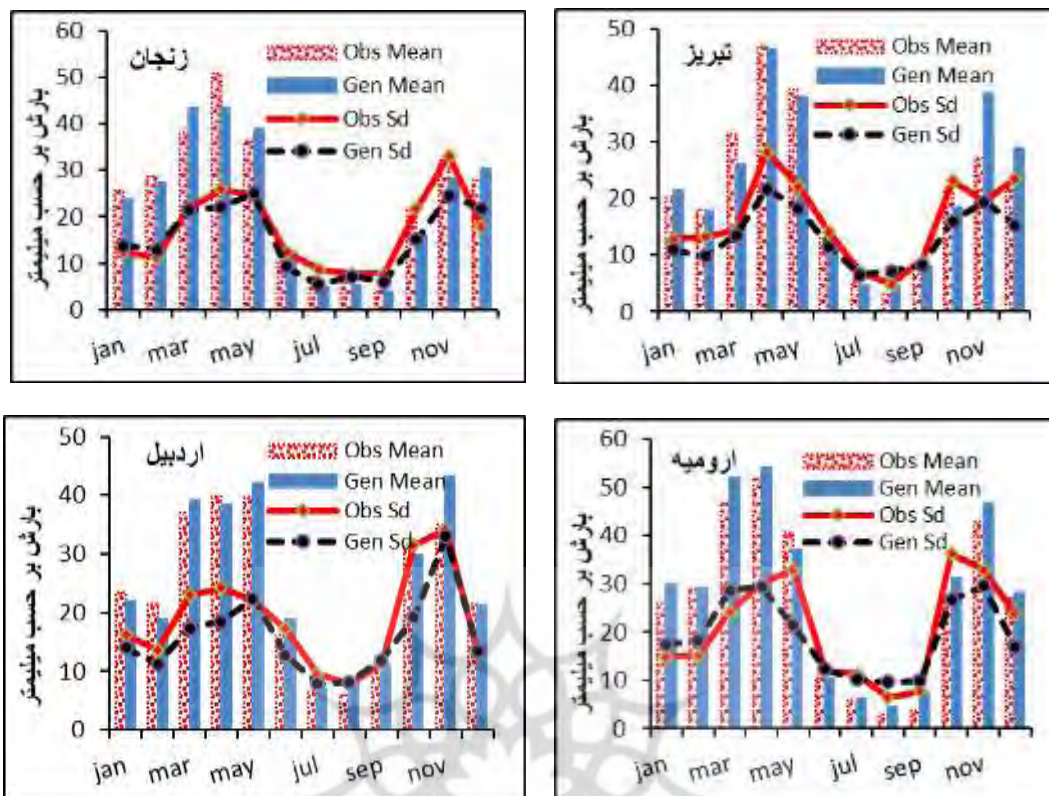 زنجان
بارش بر حسب میلیمتر
60
50
40
30
20
10
0
Obs Mean
Gen Mean
Obs Sd
Gen Sd
jan
mar
may
jul
sep
nov
تبریز
بارش بر حسب میلیمتر
50
40
30
20
10
0
Obs Mean
Gen Mean
Obs Sd
Gen Sd
jan
mar
may
jul
sep
nov
اردبیل
بارش بر حسب میلیمتر
50
40
30
20
10
0
Obs Mean
Gen Mean
Obs Sd
Gen Sd
jan
mar
may
jul
sep
nov
ارومیه
بارش بر حسب میلیمتر
60
50
40
30
20
10
0
Obs Mean
Gen Mean
Obs Sd
Gen Sd
jan
mar
may
jul
sep
nov